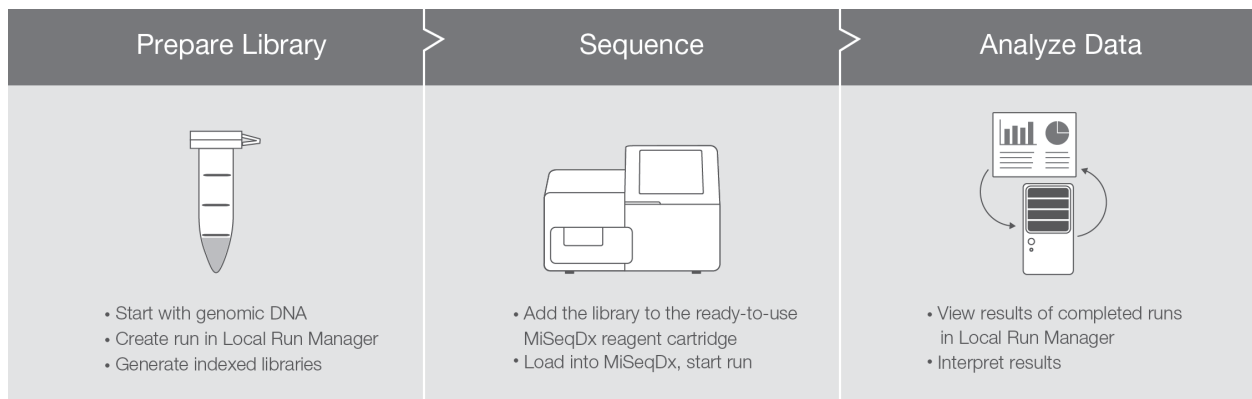 Prepare Library
Sequence
Analyze Data
• Start with genomic DNA
• Create run in Local Run Manager
• Generate indexed libraries
• Add the library to the ready-to-use
MiSeqDx reagent cartridge
• Load into MiSeqDx, start run
• View results of completed runs
in Local Run Manager
• Interpret results